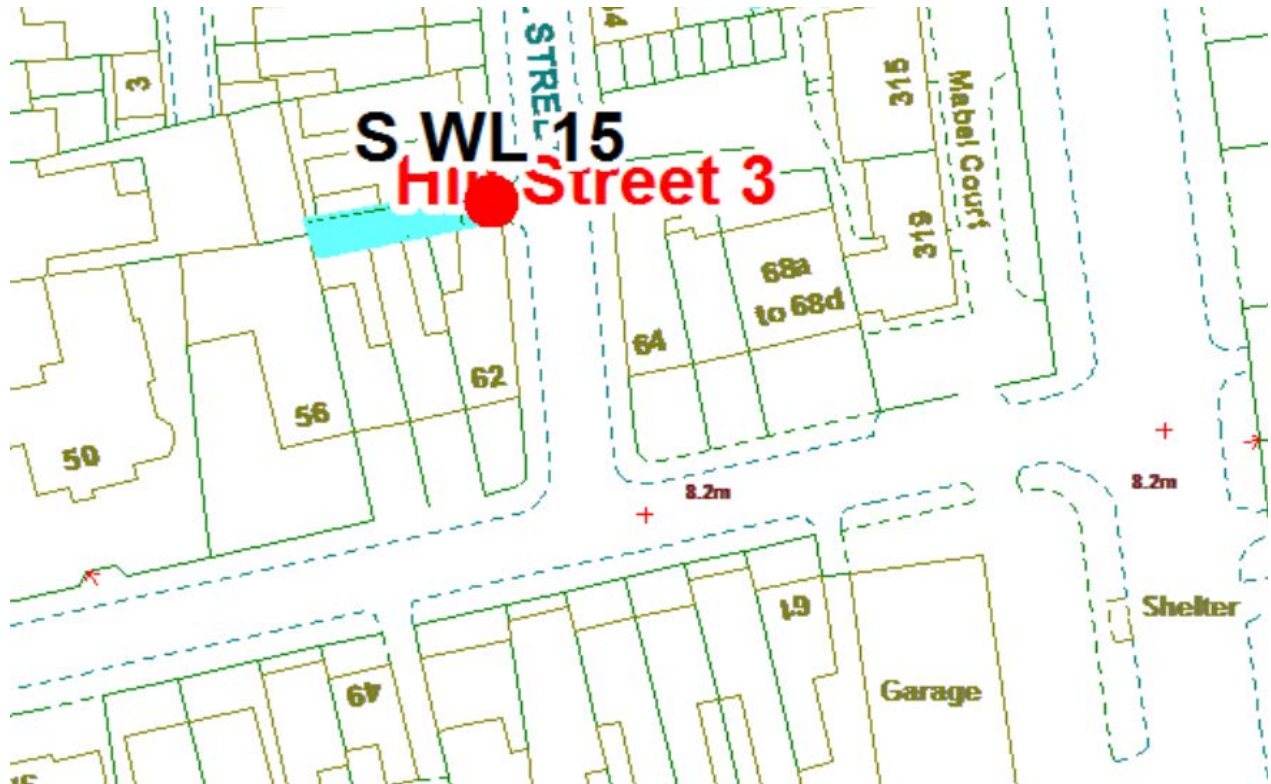 STREE
3
315
Mabel Court
S WL 15
Street 3
319
68a
to 68d
64
62
56
50
8.2m
8.2m
61
Shelter
49
Garage